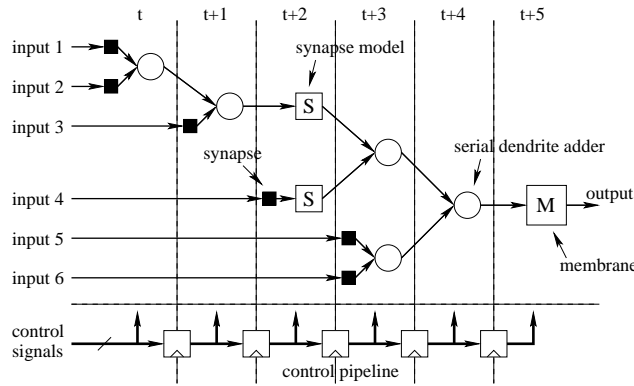 t t+1 t+2 t+3 t+4 t+5
input 1
synapse model
input 2
S
input 3
synapse
serial dendrite adder
input 4
S
M
output
input 5
membrane
input 6
control
signals
control pipeline